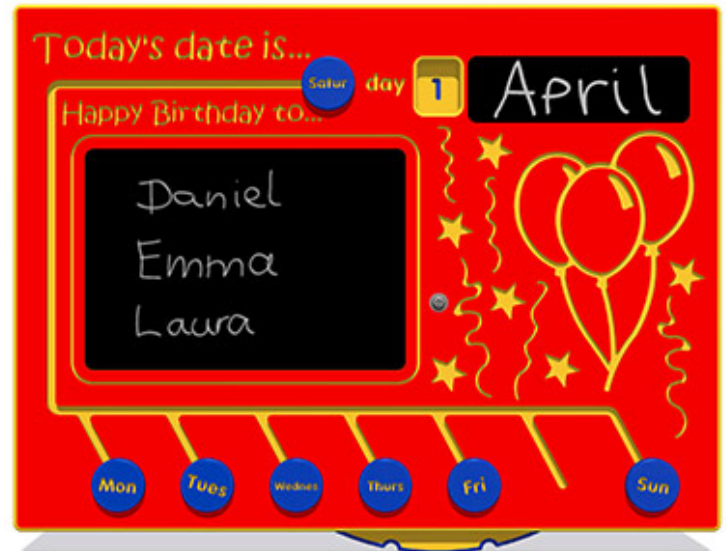 Today's date is...
Satur day 1 April
Happy Birthday to...
Daniel
Emma
Laura
Mon Tues Wednes Thurs Fri Sun